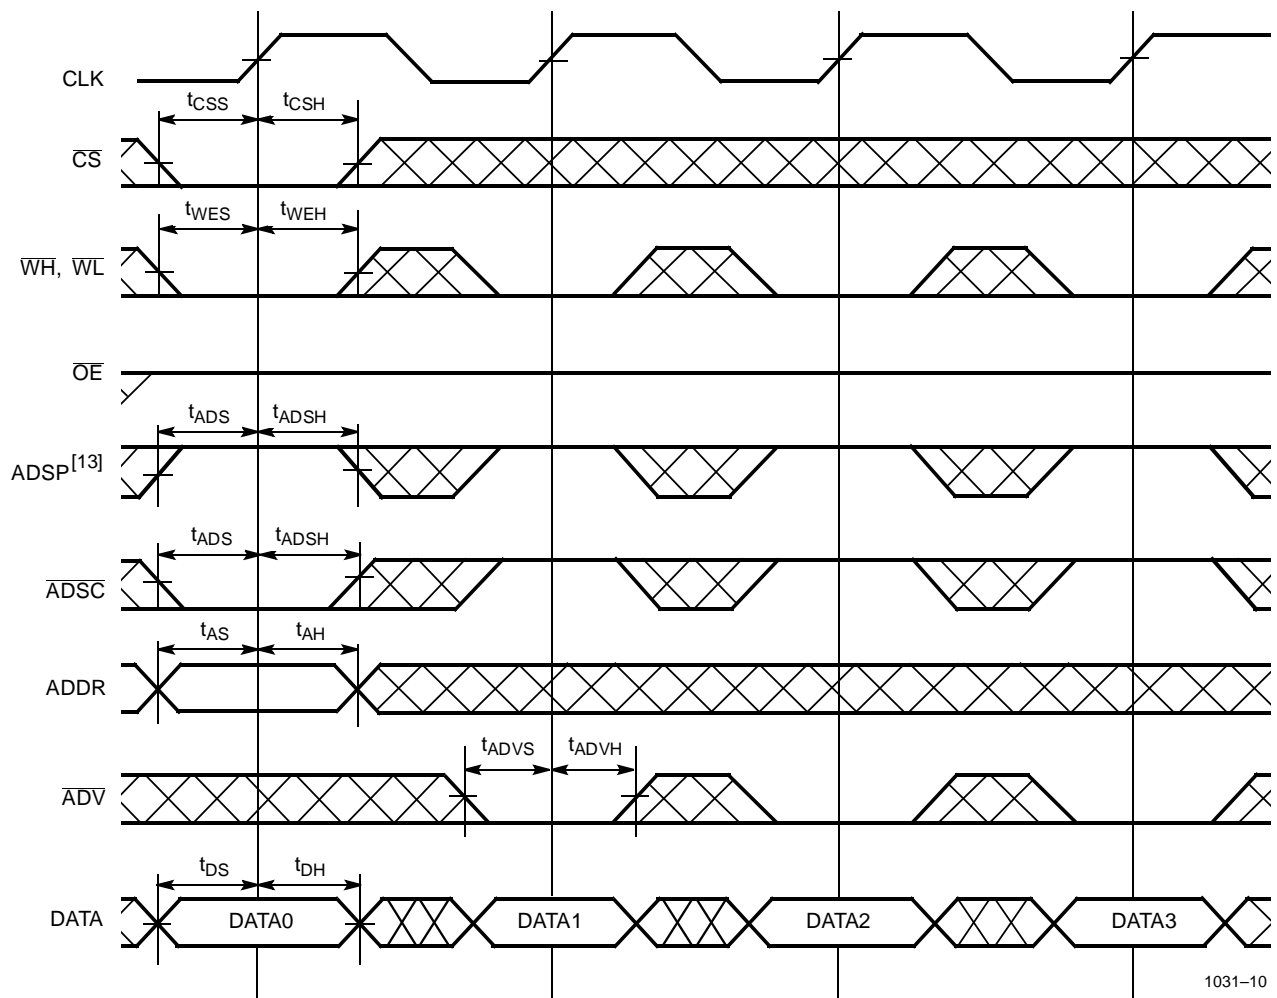 CLK
tCSS tCSH
CS
tWES tWEH
WH, WL
OE
tADS tADSH
ADSP[13]
tADS tADSH
ADSC
tAS tAH
ADDR
tADVS tADVH
ADV
tDS tDH
DATA DATA0 DATA1 DATA2 DATA3
1031–10